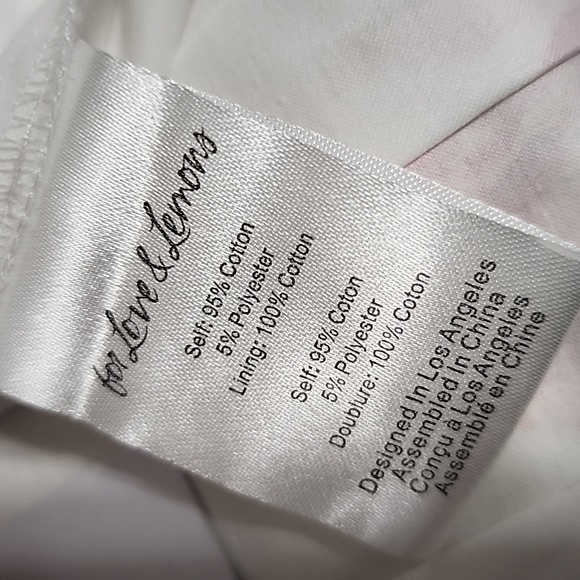 for Love & Lemons
Self: 95% Cotton
5% Polyester
Lining: 100% Cotton
Self: 95% Coton
5% Polyester
Doublure: 100% Coton
Designed In Los Angeles
Assembled in China
Conçu à Los Angeles
Assemblé en Chine